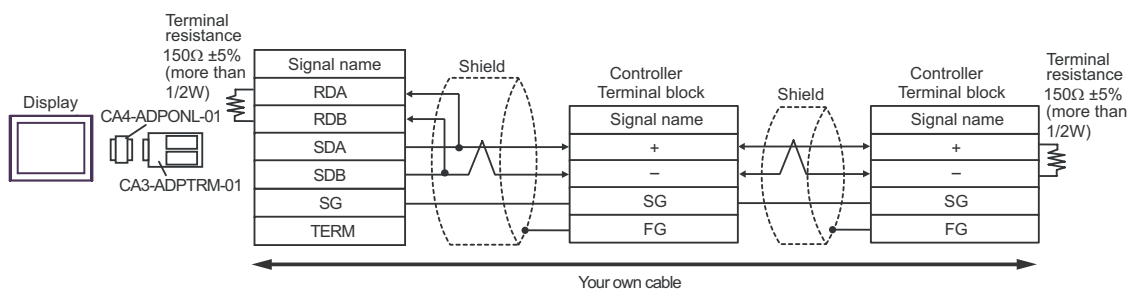 Terminal
resistance
150Ω ±5%
(more than
1/2W)
Display
CA4-ADPONL-01
CA3-ADPTRM-01
Signal name
RDA
RDB
SDA
SDB
SG
TERM
Shield
Controller
Terminal block
Signal name
+
–
SG
FG
Shield
Controller
Terminal block
Signal name
+
–
SG
FG
Terminal
resistance
150Ω ±5%
(more than
1/2W)
Your own cable